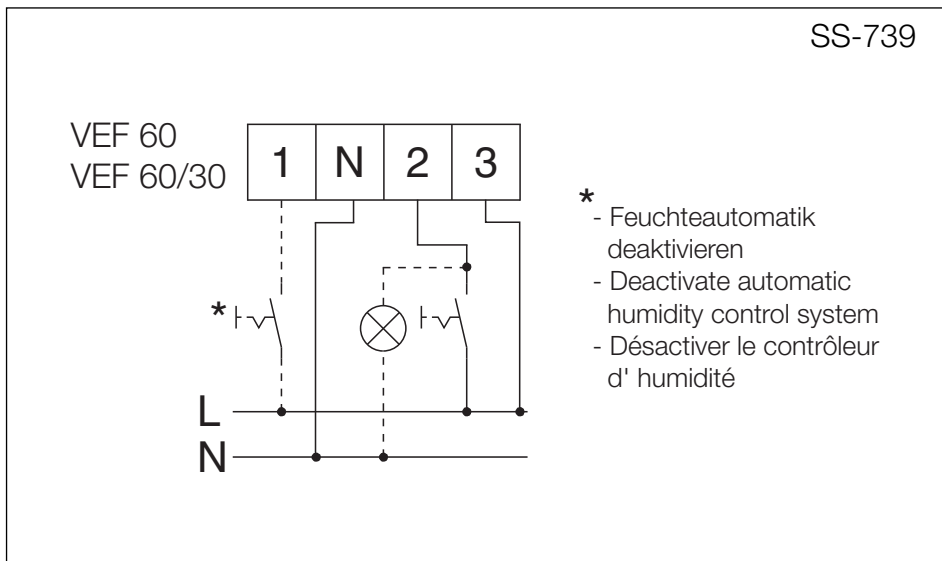 SS-739
VEF 60
VEF 60/30
1 N 2 3
*
- Feuchteautomatik
deaktivieren
- Deactivate automatic
humidity control system
- Désactiver le contrôleur
d' humidité
*
L
N